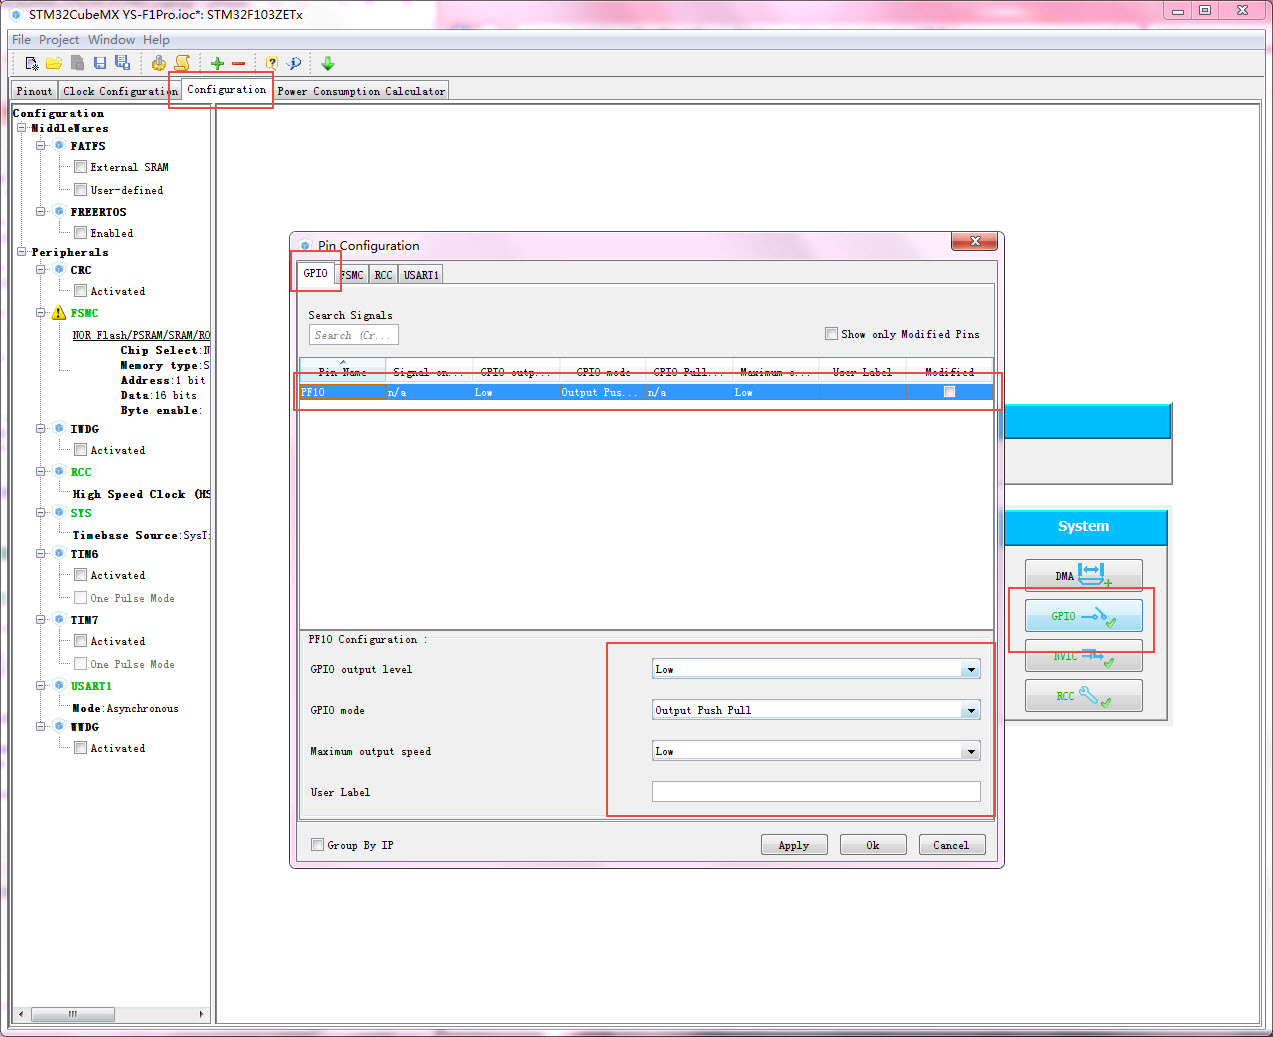 STM32CubeMX YS-F1Pro.ioc*: STM32F103ZETx
File Project Window Help
Pinout Clock Configuration Configuration Power Consumption Calculator
Configuration
MiddleWares
FATFS
External SRAM
User-defined
FREERTOS
Enabled
Peripherals
CRC
Activated
FSMC
NOR Flash/PSRAM/SRAM/RO
Chip Select:N
Memory type:S
Address:1 bit
Data:16 bits
Byte enable:
IWDG
Activated
RCC
High Speed Clock (HS
SYS
Timebase Source:SysTi
TIM6
Activated
One Pulse Mode
TIM7
Activated
One Pulse Mode
USART1
Mode:Asynchronous
WWDG
Activated
Pin Configuration
GPIO FSMC RCC USART1
Search Signals
Search (Cr...
Show only Modified Pins
Pin Name Signal on... GPIO outp... GPIO mode GPIO Pull... Maximum o... User Label Modified
PF10 n/a Low Output Pus... n/a Low
PF10 Configuration :
GPIO output level Low
GPIO mode Output Push Pull
Maximum output speed Low
User Label
Group By IP
Apply Ok Cancel
System
DMA
GPIO
NVIC
RCC